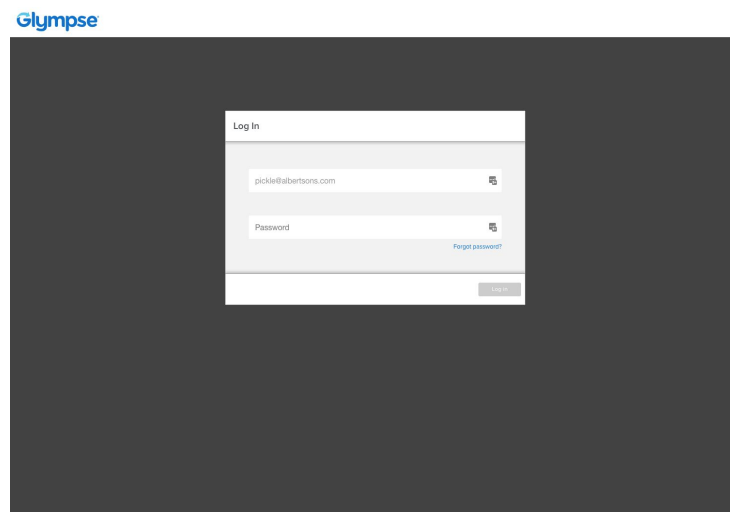 Glympse
Log In
pickle@albertsons.com
Password
Forgot password?
Log In